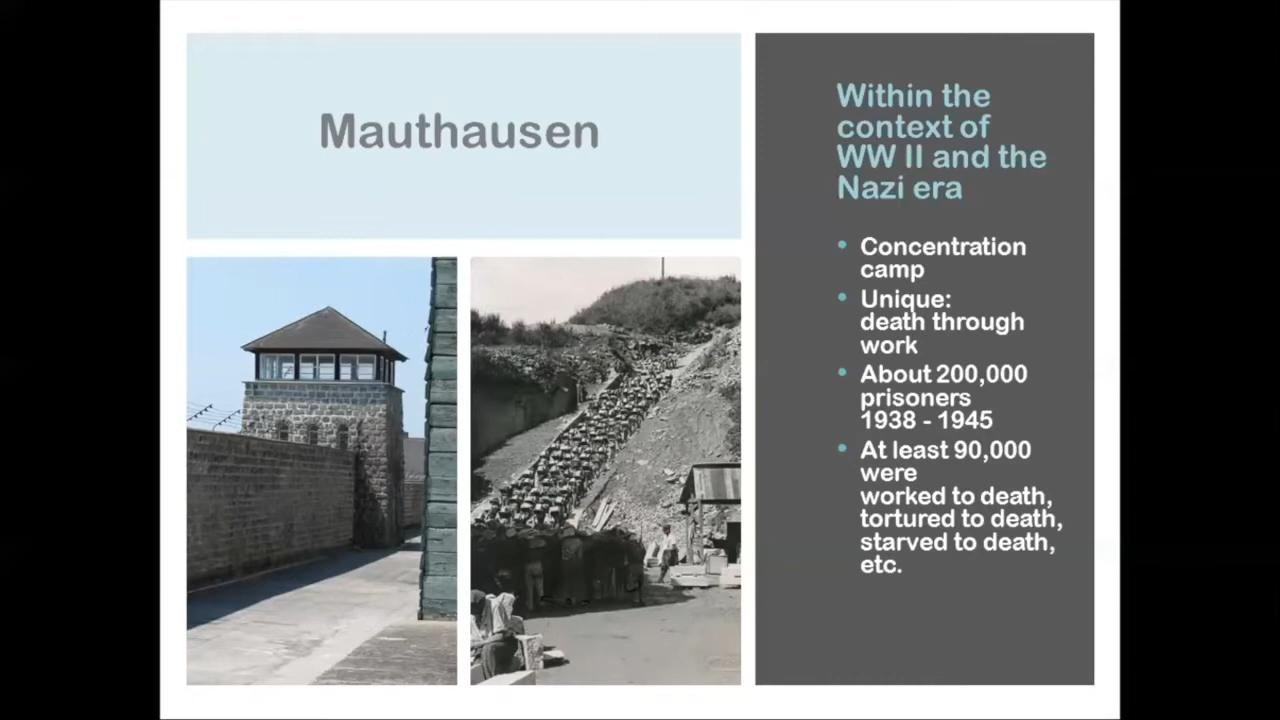 Mauthausen
Within the
context of
WW II and the
Nazi era
• Concentration
camp
• Unique:
death through
work
• About 200,000
prisoners
1938 - 1945
• At least 90,000
were
worked to death,
tortured to death,
starved to death,
etc.